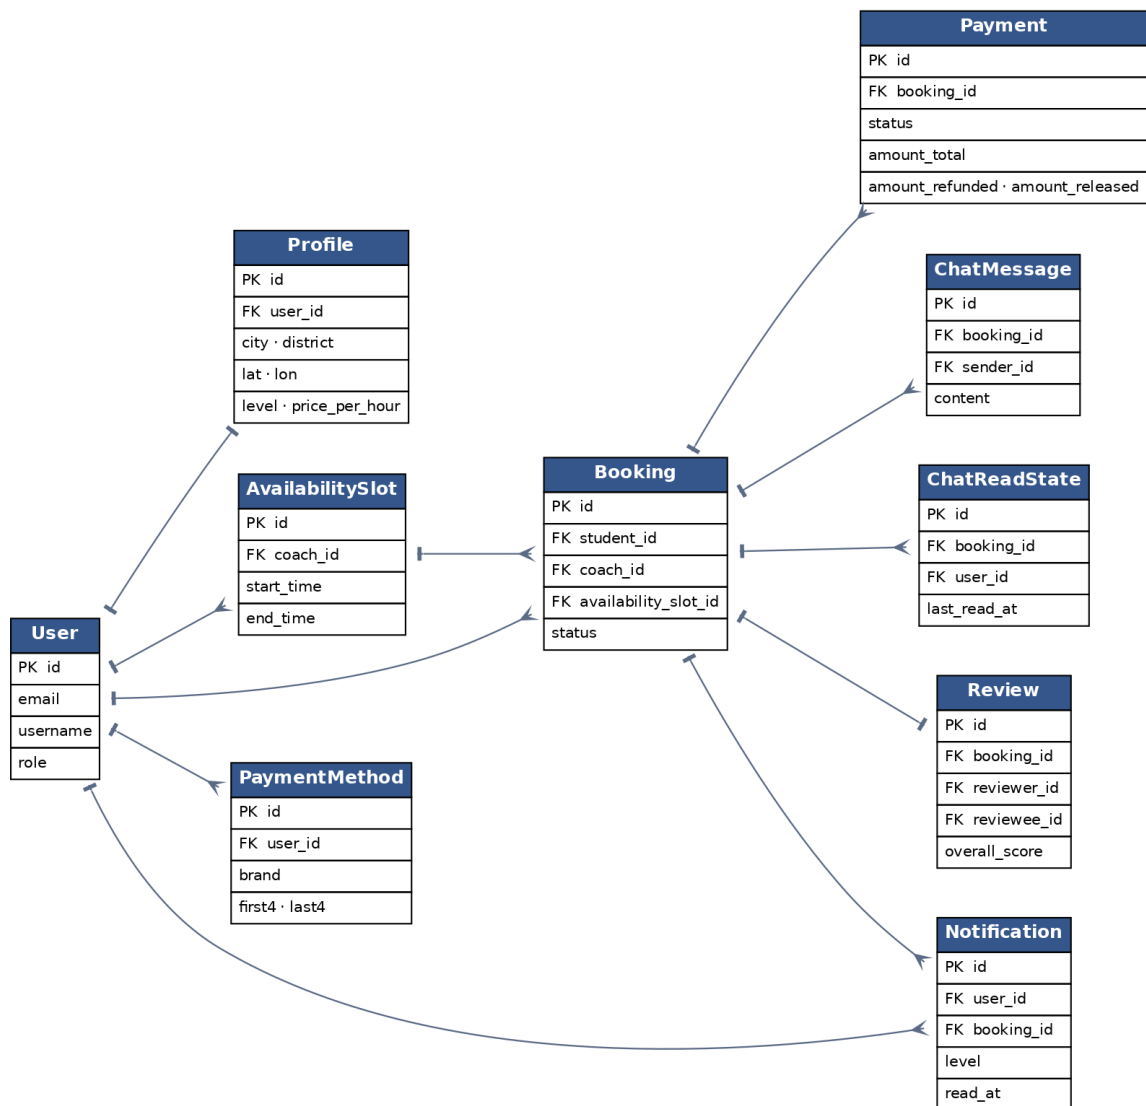 Payment
PK id
FK booking_id
status
amount_total
amount_refunded · amount_released
Profile
PK id
FK user_id
city · district
lat · lon
level · price_per_hour
ChatMessage
PK id
FK booking_id
FK sender_id
content
AvailabilitySlot
PK id
FK coach_id
start_time
end_time
Booking
PK id
FK student_id
FK coach_id
FK availability_slot_id
status
ChatReadState
PK id
FK booking_id
FK user_id
last_read_at
User
PK id
email
username
role
Review
PK id
FK booking_id
FK reviewer_id
FK reviewee_id
overall_score
PaymentMethod
PK id
FK user_id
brand
first4 · last4
Notification
PK id
FK user_id
FK booking_id
level
read_at